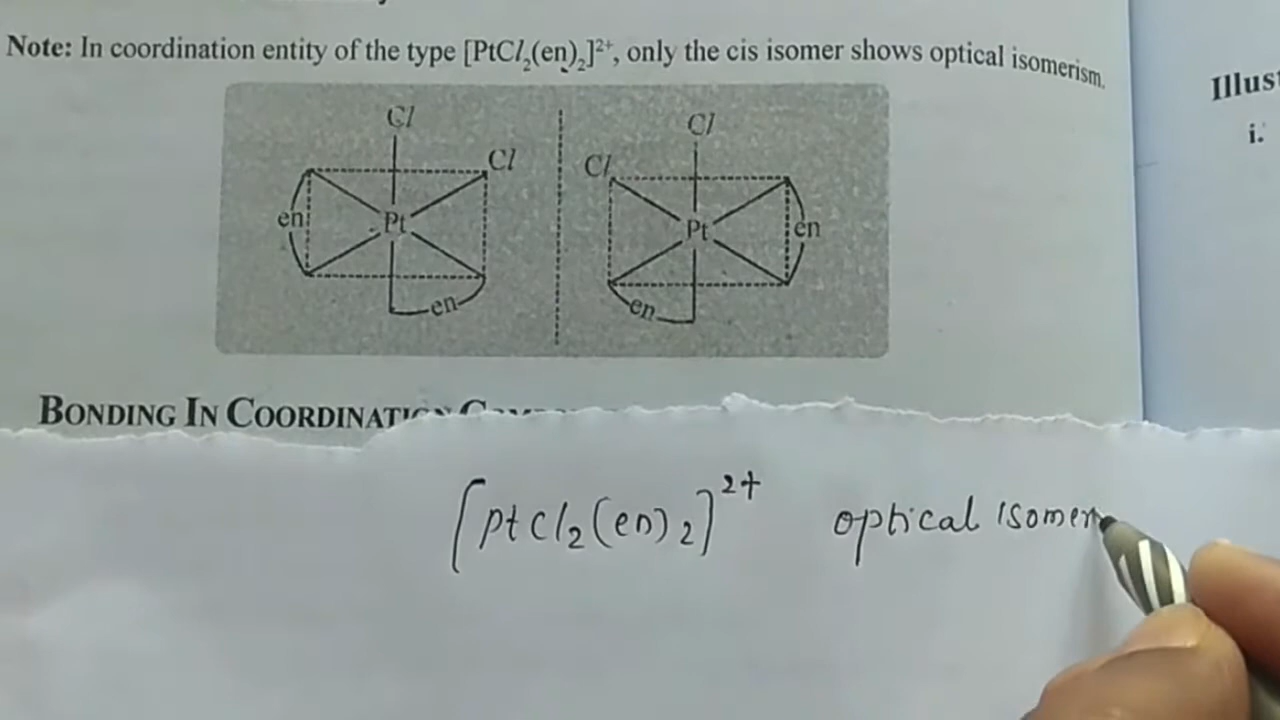 Note: In coordination entity of the type [PtCl₂(en)₂]²⁺, only the cis isomer shows optical isomerism.
Illus
i.
Cl
Cl
en
Pt
en
Cl
Cl
Pt
en
en
BONDING IN COORDINATI
[ptcl₂(en)₂]²⁺ optical isomer